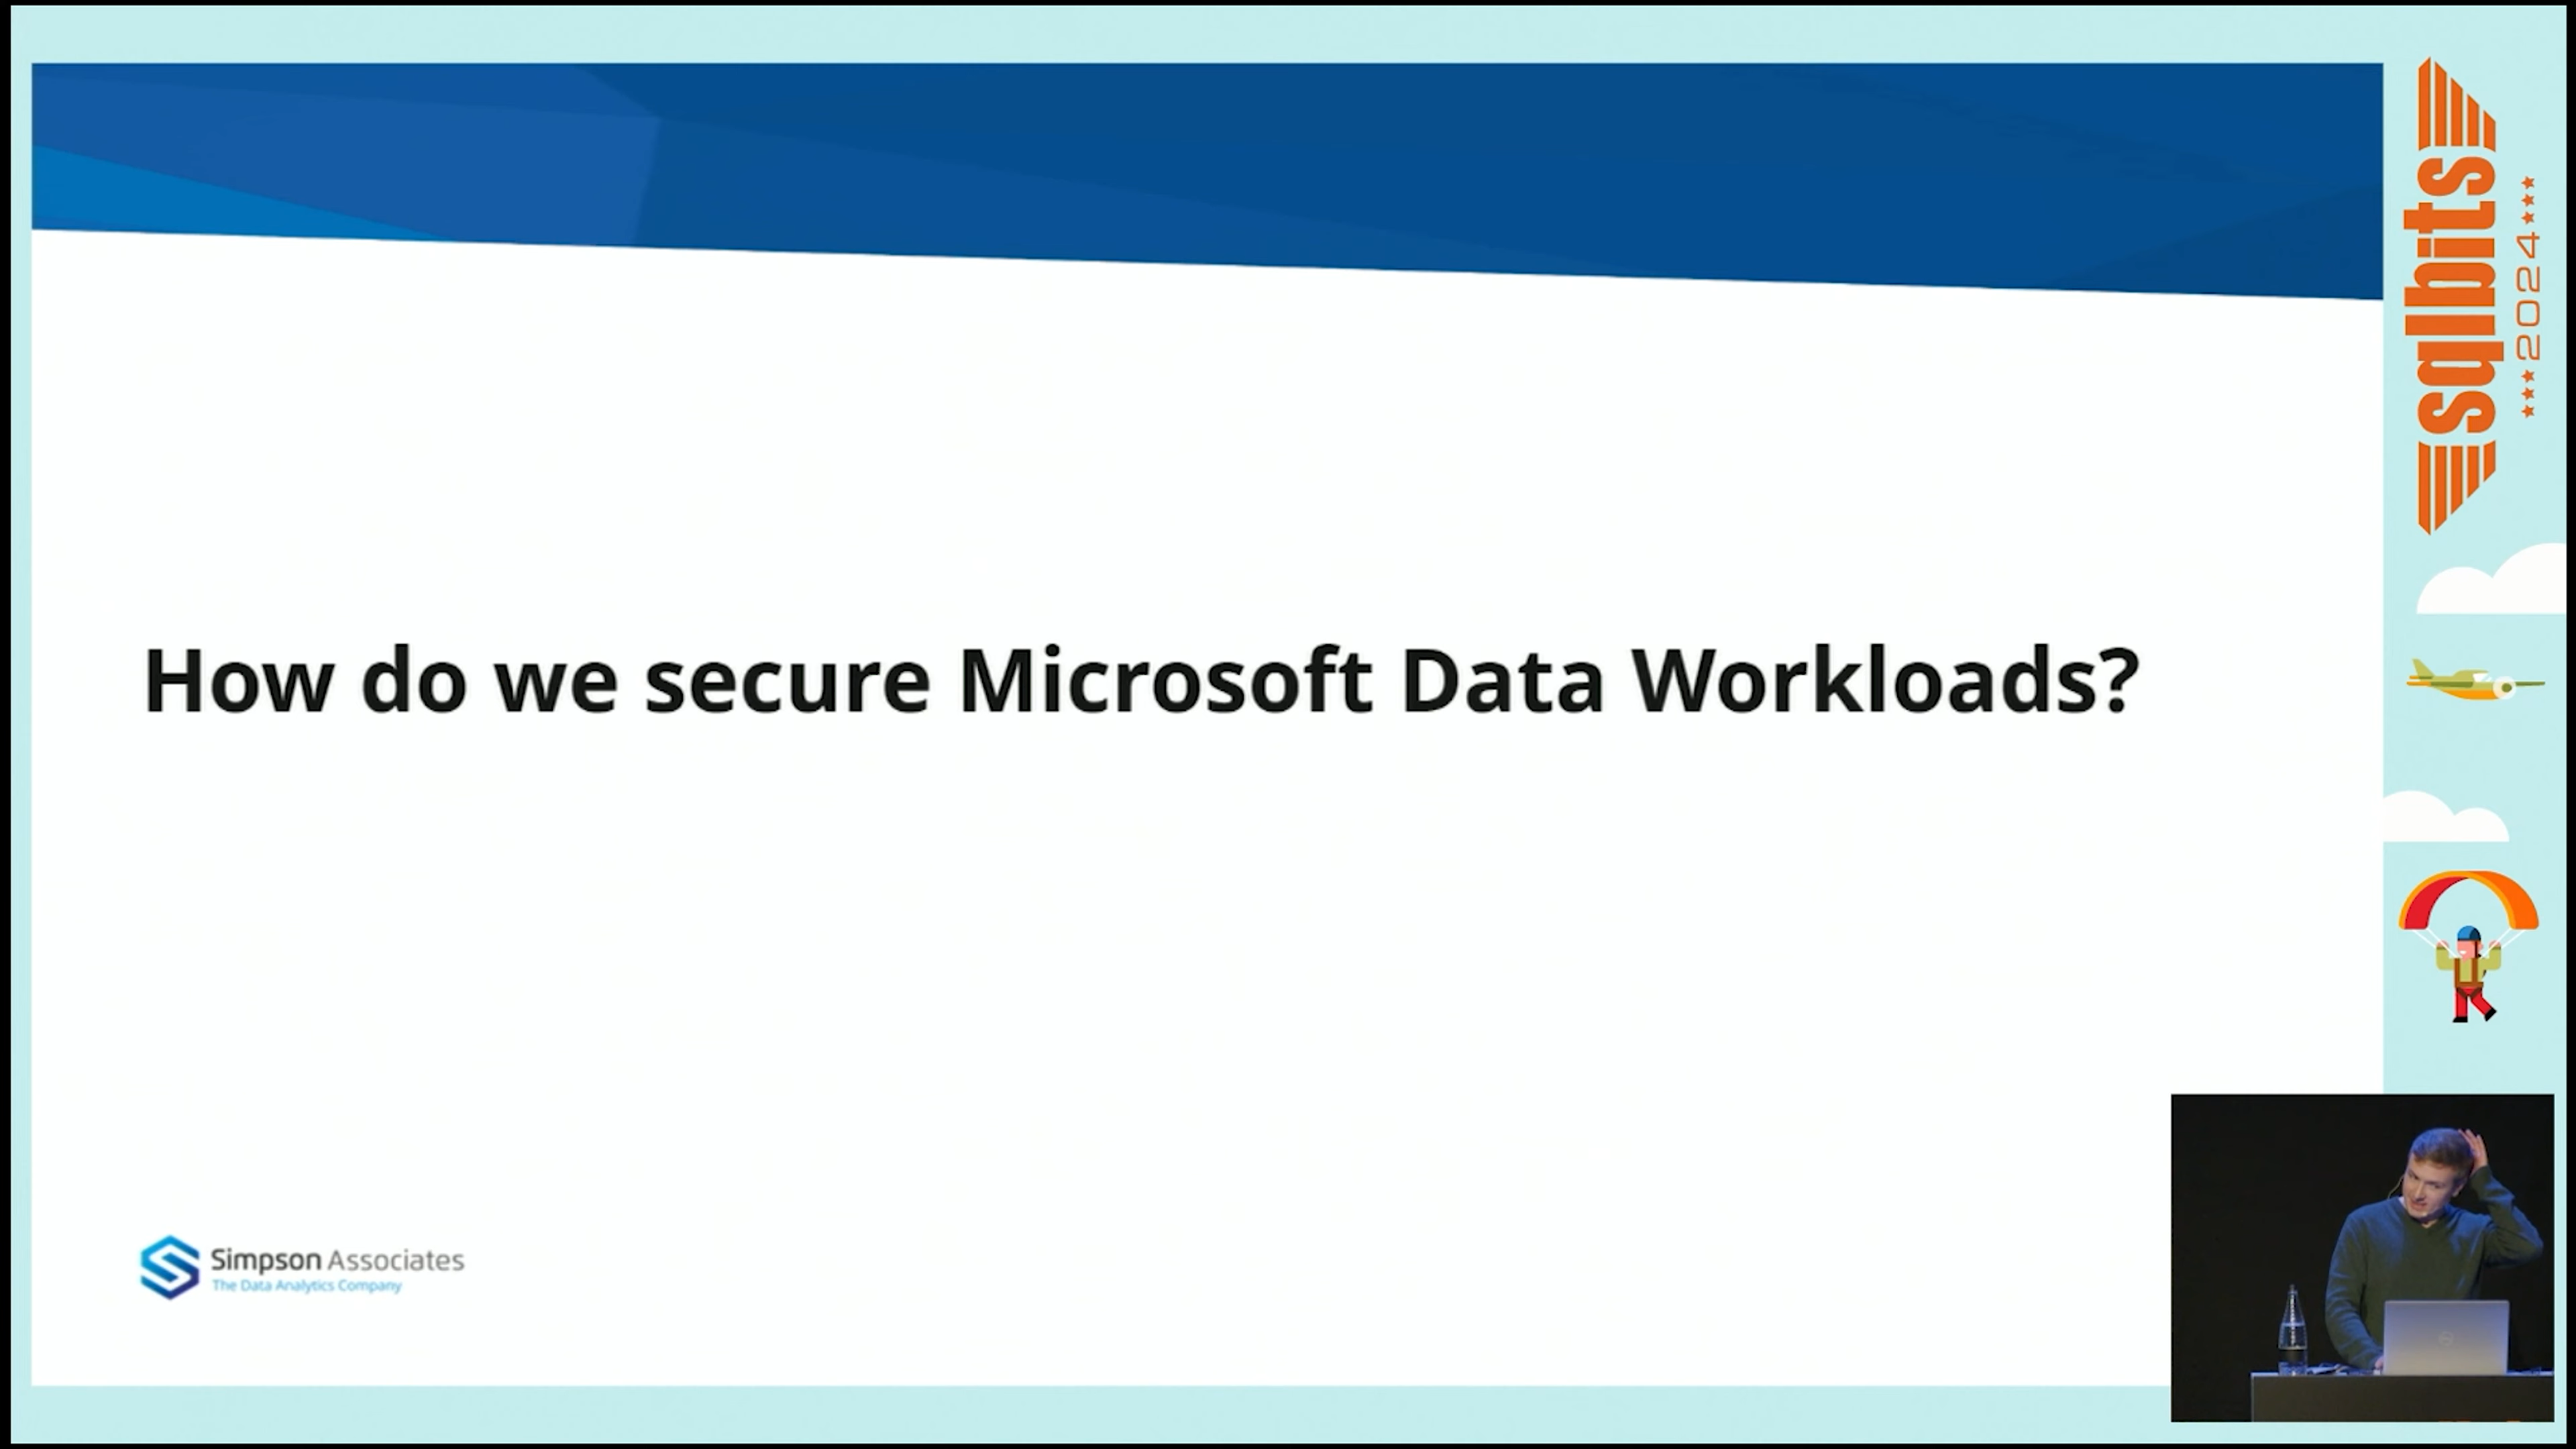 How do we secure Microsoft Data Workloads?
Simpson Associates
The Data Analytics Company
sqlbits
2024